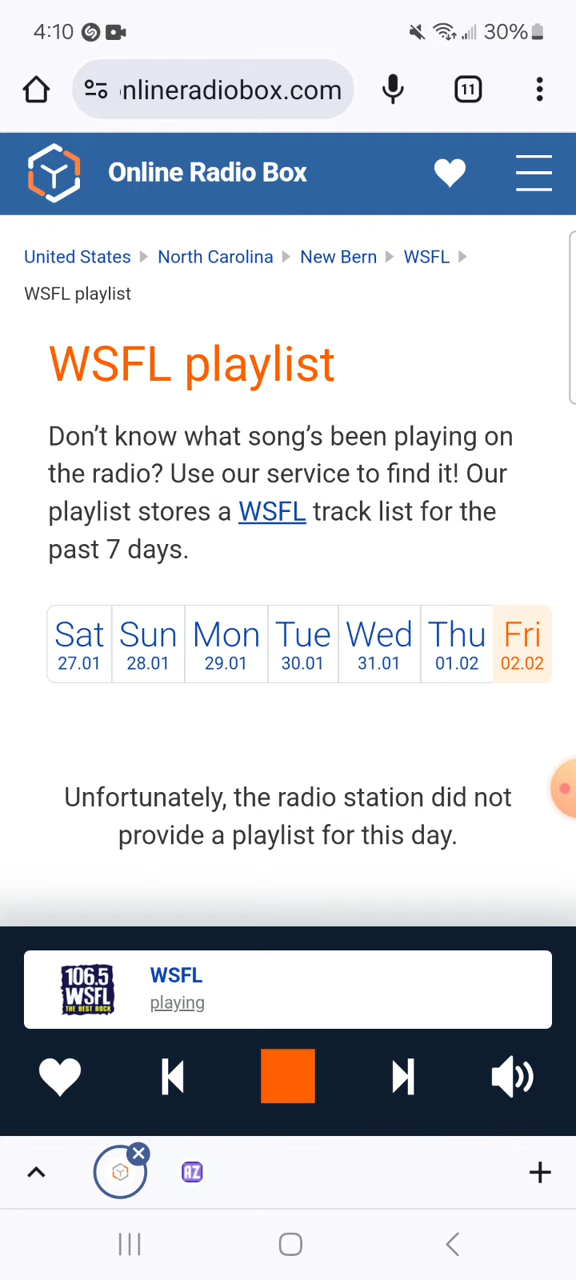 4:10
30%
nlineradiobox.com
11
Online Radio Box
United States North Carolina New Bern WSFL
WSFL playlist
WSFL playlist
Don’t know what song’s been playing on
the radio? Use our service to find it! Our
playlist stores a WSFL track list for the
past 7 days.
Sat Sun Mon Tue Wed Thu Fri
27.01 28.01 29.01 30.01 31.01 01.02 02.02
Unfortunately, the radio station did not
provide a playlist for this day.
106.5
WSFL
THE BEST ROCK
WSFL
playing
AZ